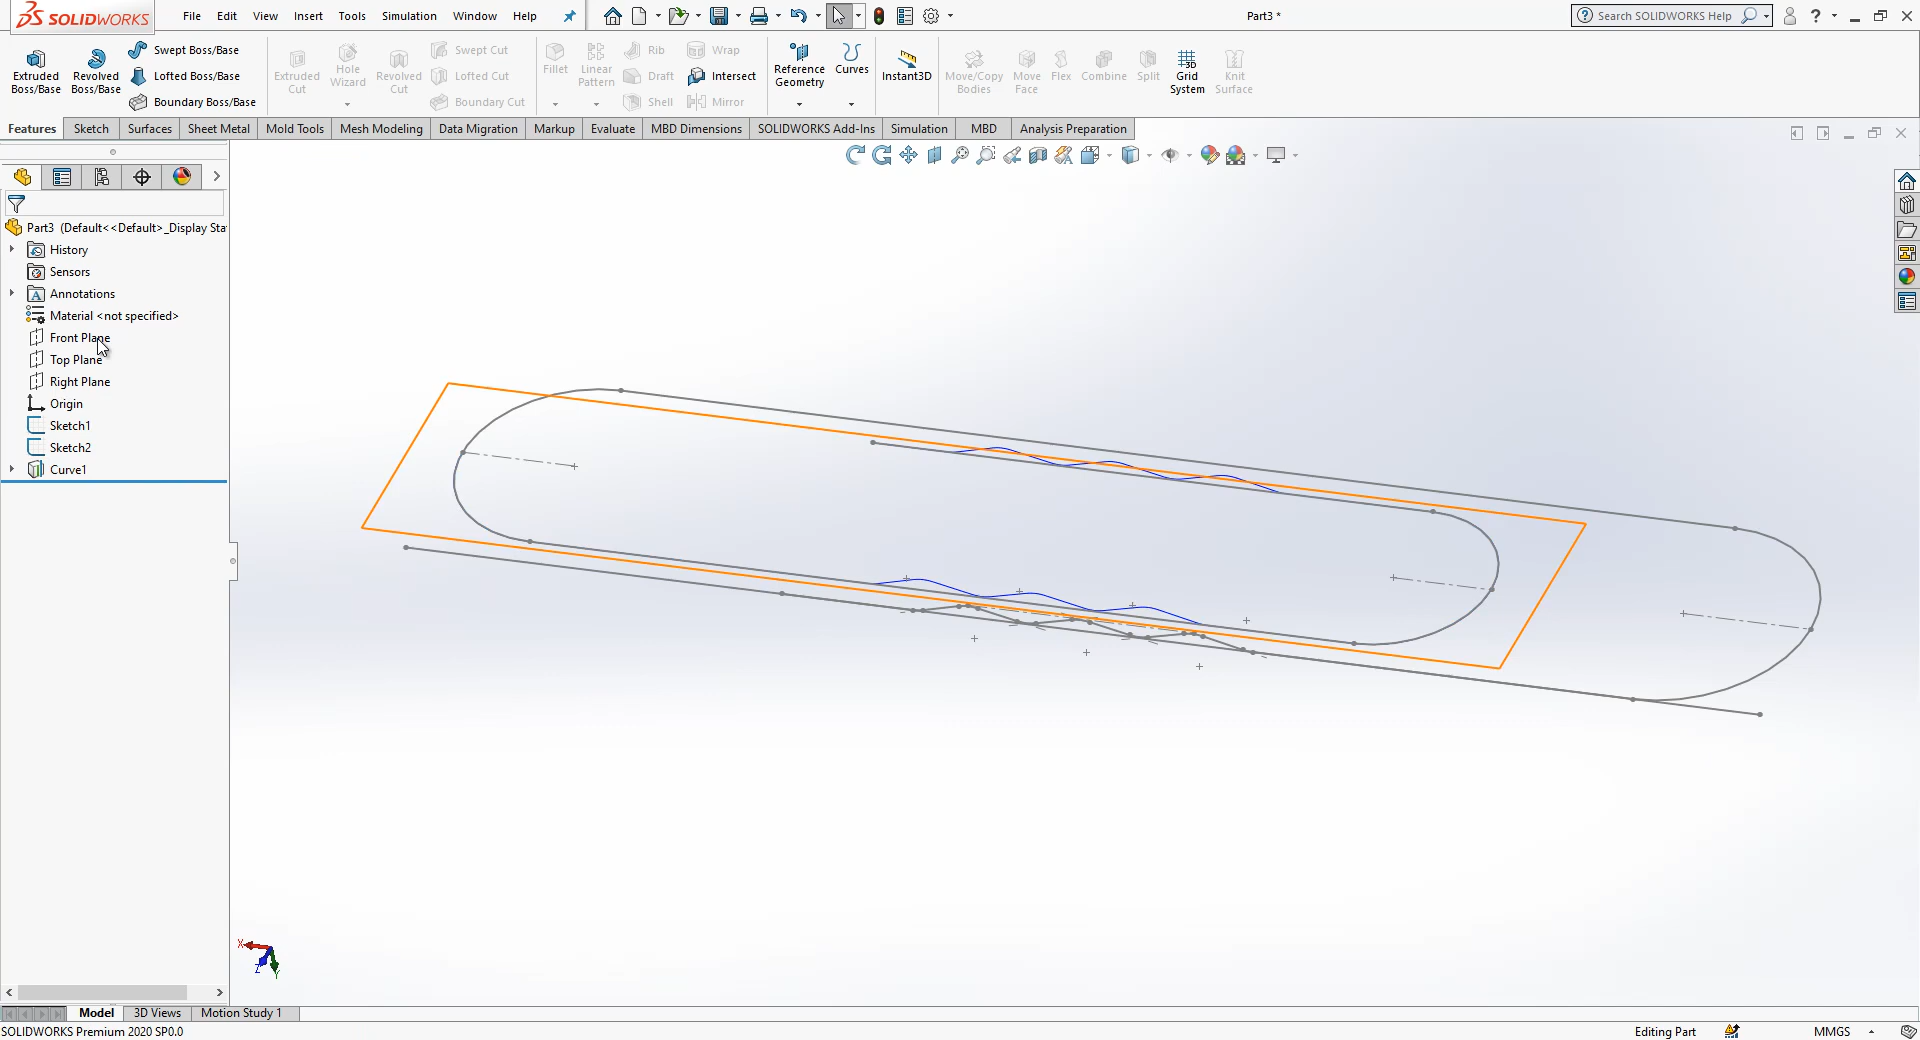 SOLIDWORKS File Edit View Insert Tools Simulation Window Help Part3 * Search SOLIDWORKS Help ?
Extruded Boss/Base
Revolved Boss/Base
Swept Boss/Base
Lofted Boss/Base
Boundary Boss/Base
Extruded Cut
Hole Wizard
Revolved Cut
Swept Cut
Lofted Cut
Boundary Cut
Fillet
Linear Pattern
Rib
Draft
Shell
Wrap
Intersect
Mirror
Reference Geometry
Curves
Instant3D
Move/Copy Bodies
Move Face
Flex
Combine
Split
3D Grid System
Knit Surface
Features Sketch Surfaces Sheet Metal Mold Tools Mesh Modeling Data Migration Markup Evaluate MBD Dimensions SOLIDWORKS Add-Ins Simulation MBD Analysis Preparation
Part3 (Default<<Default>_Display Sta
History
Sensors
A Annotations
Material <not specified>
Front Plane
Top Plane
Right Plane
Origin
Sketch1
Sketch2
Curve1
X
Z
Y
Model 3D Views Motion Study 1
SOLIDWORKS Premium 2020 SP0.0 Editing Part MMGS